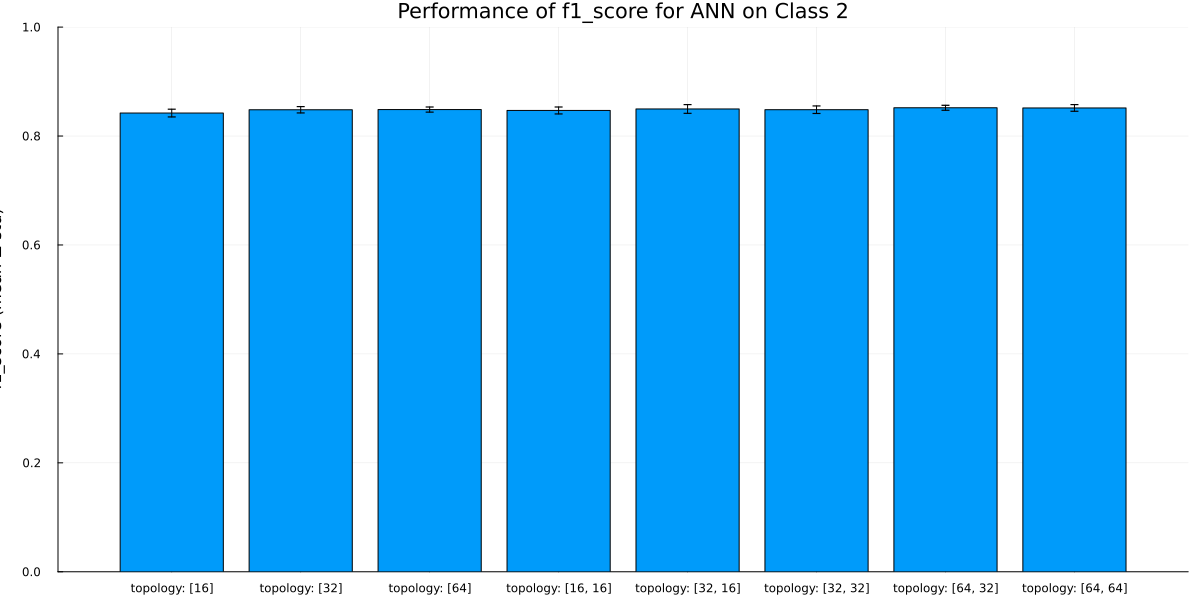 Performance of f1_score for ANN on Class 2
1.0
0.8
0.6
0.4
0.2
0.0
topology: [16]
topology: [32]
topology: [64]
topology: [16, 16]
topology: [32, 16]
topology: [32, 32]
topology: [64, 32]
topology: [64, 64]